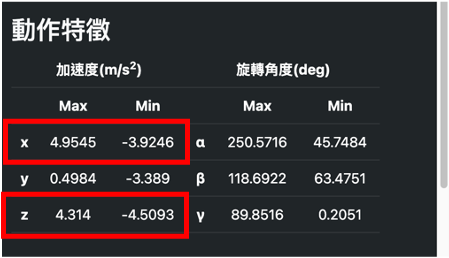 動作特徵
加速度(m/s²) 旋轉角度(deg)
Max Min Max Min
x 4.9545 -3.9246 α 250.5716 45.7484
y 0.4984 -3.389 β 118.6922 63.4751
z 4.314 -4.5093 γ 89.8516 0.2051